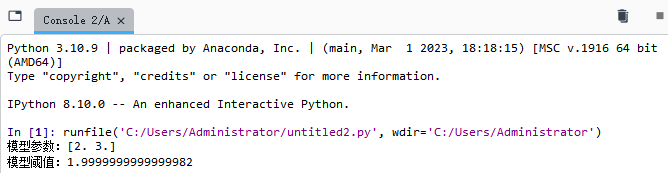 Console 2/A
Python 3.10.9 | packaged by Anaconda, Inc. | (main, Mar  1 2023, 18:18:15) [MSC v.1916 64 bit
(AMD64)]
Type "copyright", "credits" or "license" for more information.
IPython 8.10.0 -- An enhanced Interactive Python.
In [1]: runfile('C:/Users/Administrator/untitled2.py', wdir='C:/Users/Administrator')
模型参数：[2. 3.]
模型阈值：1.9999999999999982